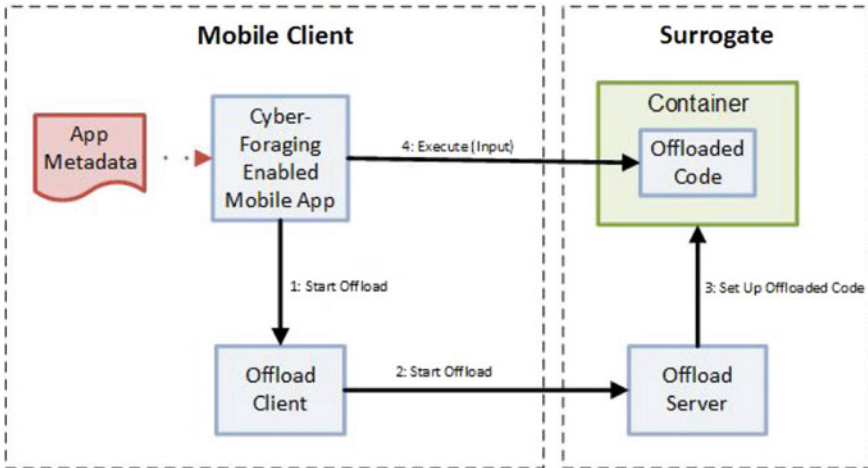 Mobile Client
Surrogate
App
Metadata
Cyber-
Foraging
Enabled
Mobile App
4: Execute (Input)
Container
Offloaded
Code
1: Start Offload
3: Set Up Offloaded Code
Offload
Client
2: Start Offload
Offload
Server